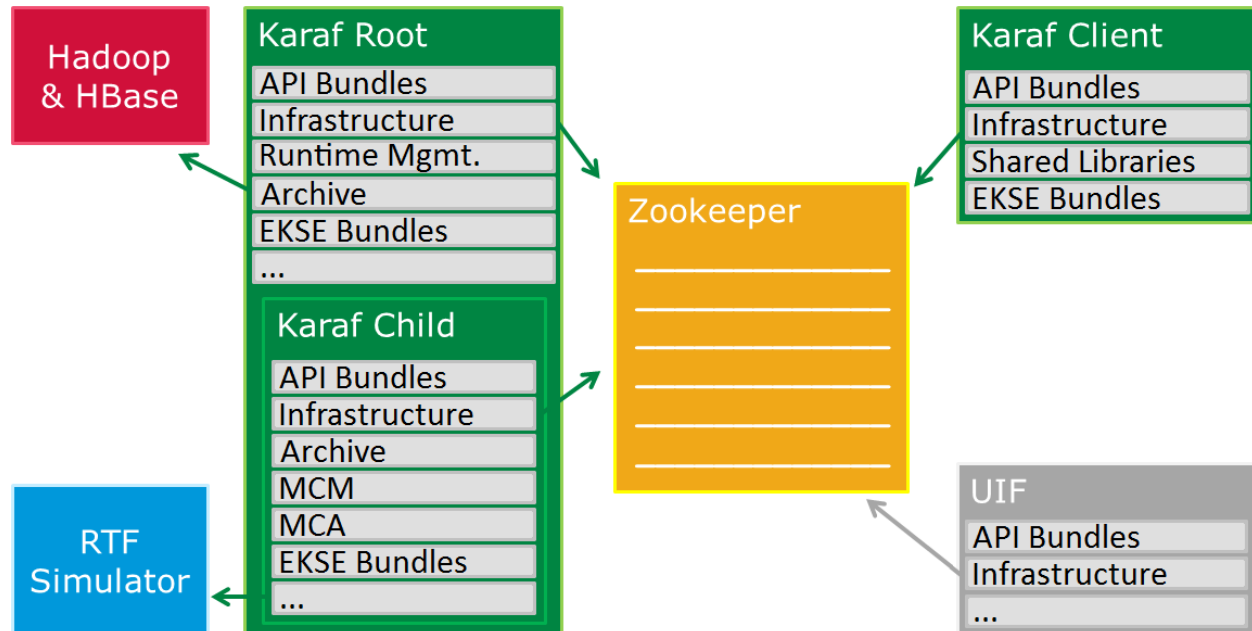 Hadoop
& HBase
Karaf Root
API Bundles
Infrastructure
Runtime Mgmt.
Archive
EKSE Bundles
...
Karaf Child
API Bundles
Infrastructure
Archive
MCM
MCA
EKSE Bundles
...
RTF
Simulator
Zookeeper
Karaf Client
API Bundles
Infrastructure
Shared Libraries
EKSE Bundles
UIF
API Bundles
Infrastructure
...